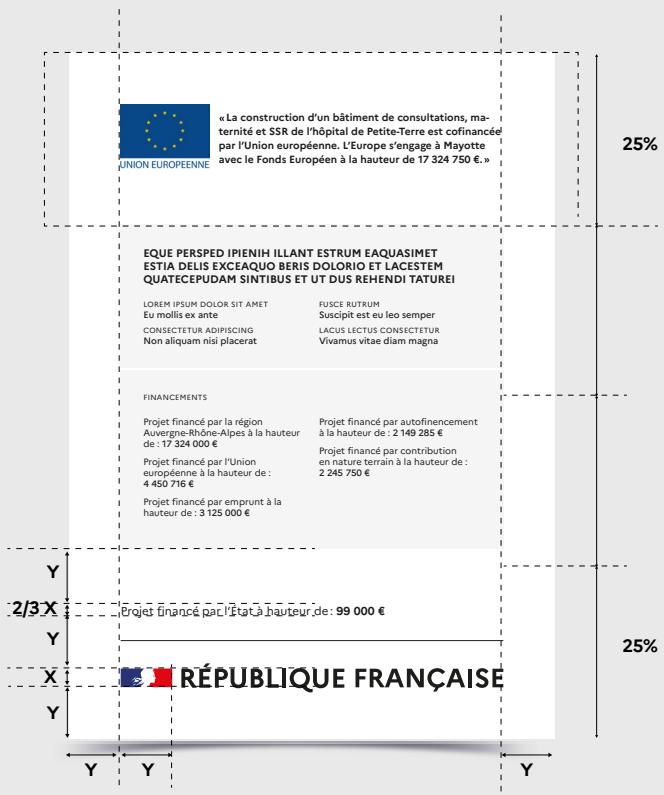 «La construction d'un bâtiment de consultations, ma-
ternité et SSR de l'hôpital de Petite-Terre est cofinancée
par l'Union européenne. L'Europe s'engage à Mayotte
avec le Fonds Européen à la hauteur de 17 324 750 €.»
UNION EUROPEENNE
25%
EQUE PERSPED IPIENIH ILLANT ESTRUM EAQUASIMET
ESTIA DELIS EXCEAQUO BERIS DOLORIO ET LACESTEM
QUATECEPUDAM SINTIBUS ET UT DUS REHENDI TATUREI
LOREM IPSUM DOLOR SIT AMET
Eu mollis ex ante
CONSECTETUR ADIPISCING
Non aliquam nisi placerat
FUSCE RUTRUM
Suscipit est eu leo semper
LACUS LECTUS CONSECTETUR
Vivamus vitae diam magna
FINANCEMENTS
Projet financé par la région
Auvergne-Rhône-Alpes à la hauteur
de : 17 324 000 €
Projet financé par l'Union
européenne à la hauteur de :
4 450 716 €
Projet financé par emprunt à la
hauteur de : 3 125 000 €
Projet financé par autofinencement
à la hauteur de : 2 149 285 €
Projet financé par contribution
en nature terrain à la hauteur de :
2 245 750 €
Y
2/3 X
Projet financé par l'État à hauteur de : 99 000 €
Y
25%
X
RÉPUBLIQUE FRANÇAISE
Y
Y
Y
Y